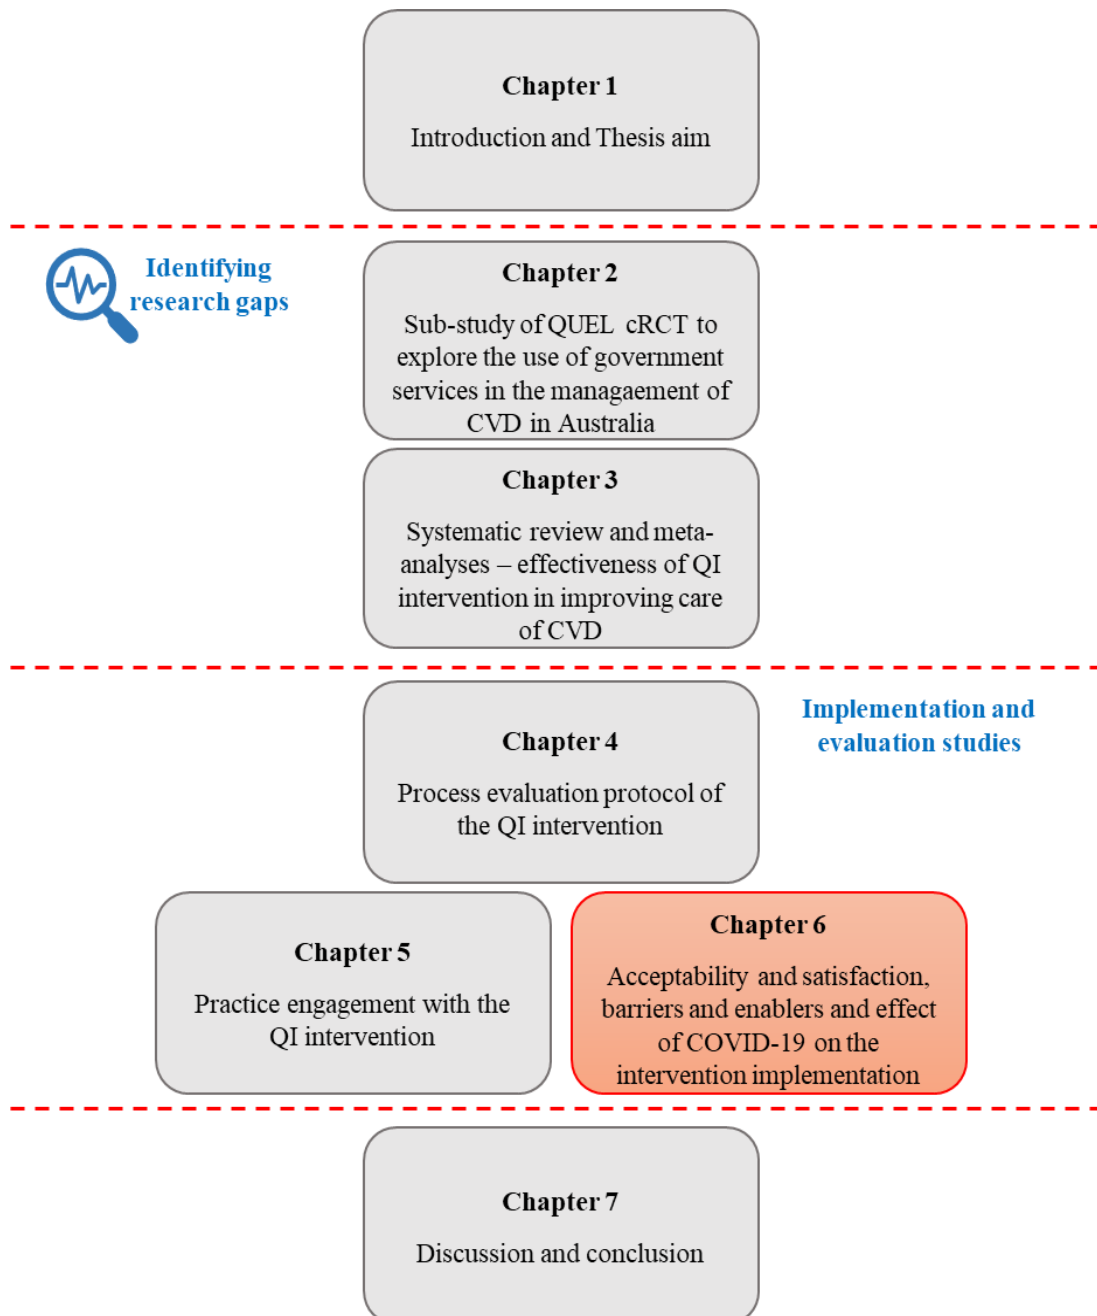 Chapter 1
Introduction and Thesis aim
Identifying
research gaps
Chapter 2
Sub-study of QUEL cRCT to
explore the use of government
services in the managaement of
CVD in Australia
Chapter 3
Systematic review and meta-
analyses – effectiveness of QI
intervention in improving care
of CVD
Chapter 4
Process evaluation protocol of
the QI intervention
Implementation and
evaluation studies
Chapter 5
Practice engagement with the
QI intervention
Chapter 6
Acceptability and satisfaction,
barriers and enablers and effect
of COVID-19 on the
intervention implementation
Chapter 7
Discussion and conclusion